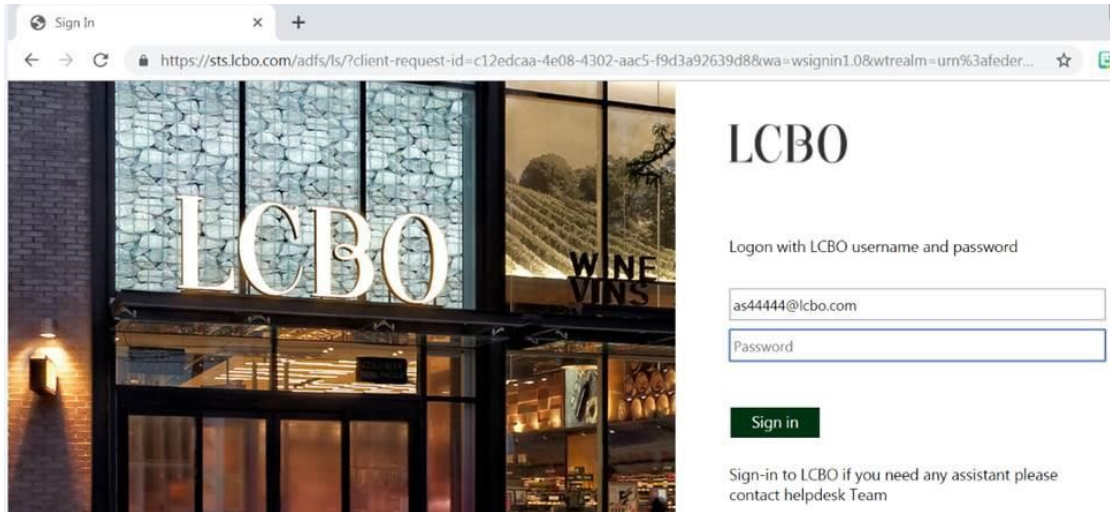 Sign In
https://sts.lcbo.com/adfs/ls/?client-request-id=c12edcaa-4e08-4302-aac5-f9d3a92639d8&wa=wsignin1.0&wtrealm=urn%3afeder...
LCBO
WINE
VINS
LCBO
Logon with LCBO username and password
as44444@lcbo.com
Password
Sign in
Sign-in to LCBO if you need any assistant please
contact helpdesk Team